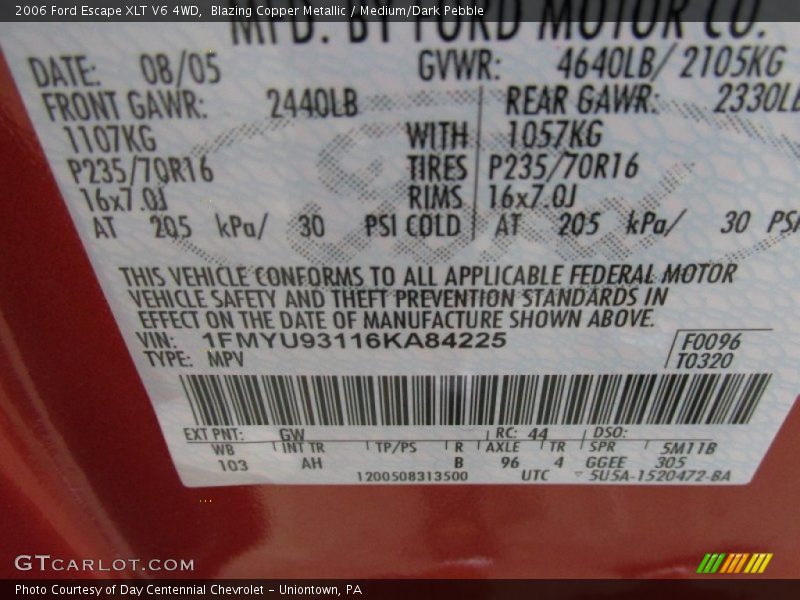 2006 Ford Escape XLT V6 4WD, Blazing Copper Metallic / Medium/Dark Pebble
MFD. BY FORD MOTOR CO.
DATE: 08/05 GVWR: 4640LB/ 2105KG
FRONT GAWR: 2440LB REAR GAWR: 2330LB
1107KG WITH 1057KG
P235/70R16 TIRES P235/70R16
16x7.0J RIMS 16x7.0J
AT 205 kPa/ 30 PSI COLD AT 205 kPa/ 30 PSI
THIS VEHICLE CONFORMS TO ALL APPLICABLE FEDERAL MOTOR
VEHICLE SAFETY AND THEFT PREVENTION STANDARDS IN
EFFECT ON THE DATE OF MANUFACTURE SHOWN ABOVE.
VIN: 1FMYU93116KA84225
TYPE: MPV
F0096
T0320
EXT PNT: GW RC: 44 DSO:
WB INT TR TP/PS R AXLE TR SPR 5M11B
103 AH B 96 4 GGEE 305
1200508313500 UTC 5U5A-1520472-BA
Ford
GTCARLOT.COM
Photo Courtesy of Day Centennial Chevrolet - Uniontown, PA